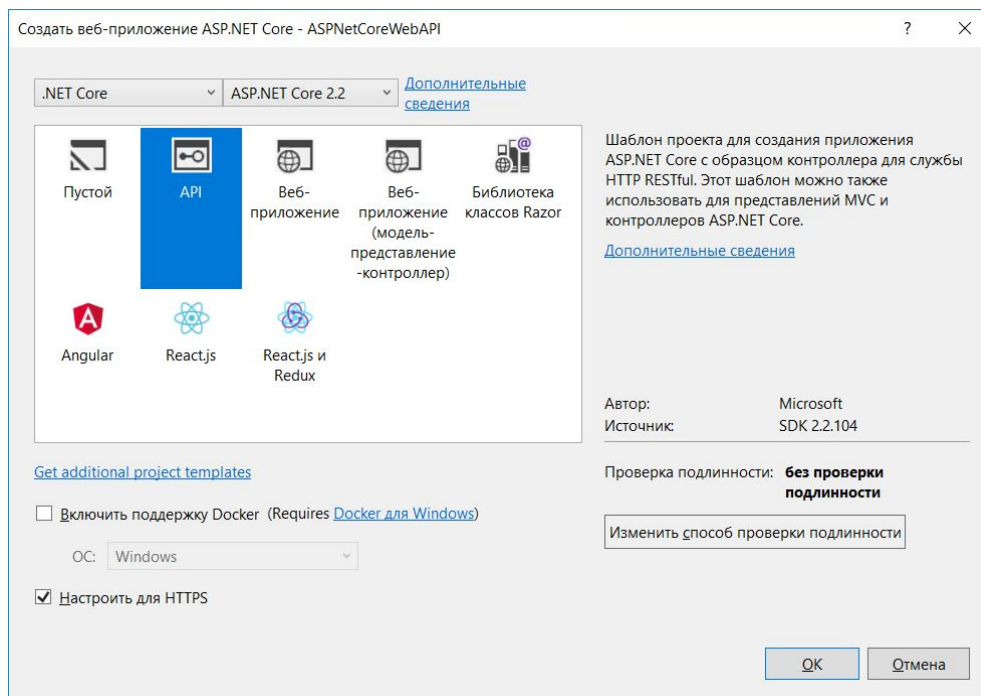 Создать веб-приложение ASP.NET Core - ASPNetCoreWebAPI
.NET Core
ASP.NET Core 2.2
Дополнительные
сведения
Пустой
API
Веб-
приложение
Веб-
приложение
(модель-
представление
-контроллер)
Библиотека
классов Razor
Angular
React.js
React.js и
Redux
Шаблон проекта для создания приложения
ASP.NET Core с образцом контроллера для службы
HTTP RESTful. Этот шаблон можно также
использовать для представлений MVC и
контроллеров ASP.NET Core.
Дополнительные сведения
Автор: Microsoft
Источник: SDK 2.2.104
Get additional project templates
Включить поддержку Docker (Requires Docker для Windows)
ОС: Windows
Настроить для HTTPS
Проверка подлинности: без проверки
подлинности
Изменить способ проверки подлинности
OK
Отмена